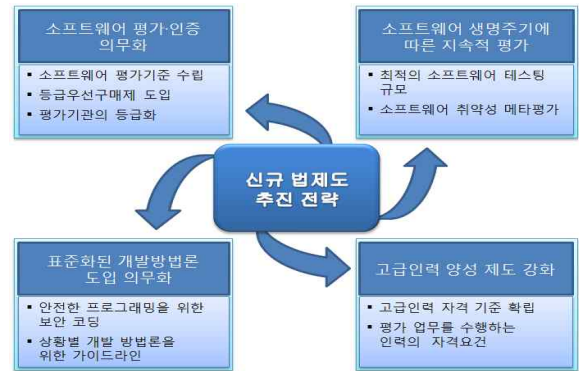 소프트웨어 평가·인증
의무화
▪ 소프트웨어 평가기준 수립
▪ 등급우선구매제 도입
▪ 평가기관의 등급화
소프트웨어 생명주기에
따른 지속적 평가
▪ 최적의 소프트웨어 테스팅
규모
▪ 소프트웨어 취약성 메타평가
신규 법제도
추진 전략
표준화된 개발방법론
도입 의무화
▪ 안전한 프로그래밍을 위한
보안 코딩
▪ 상황별 개발 방법론을
위한 가이드라인
고급인력 양성 제도 강화
▪ 고급인력 자격 기준 확립
▪ 평가 업무를 수행하는
인력의 자격요건